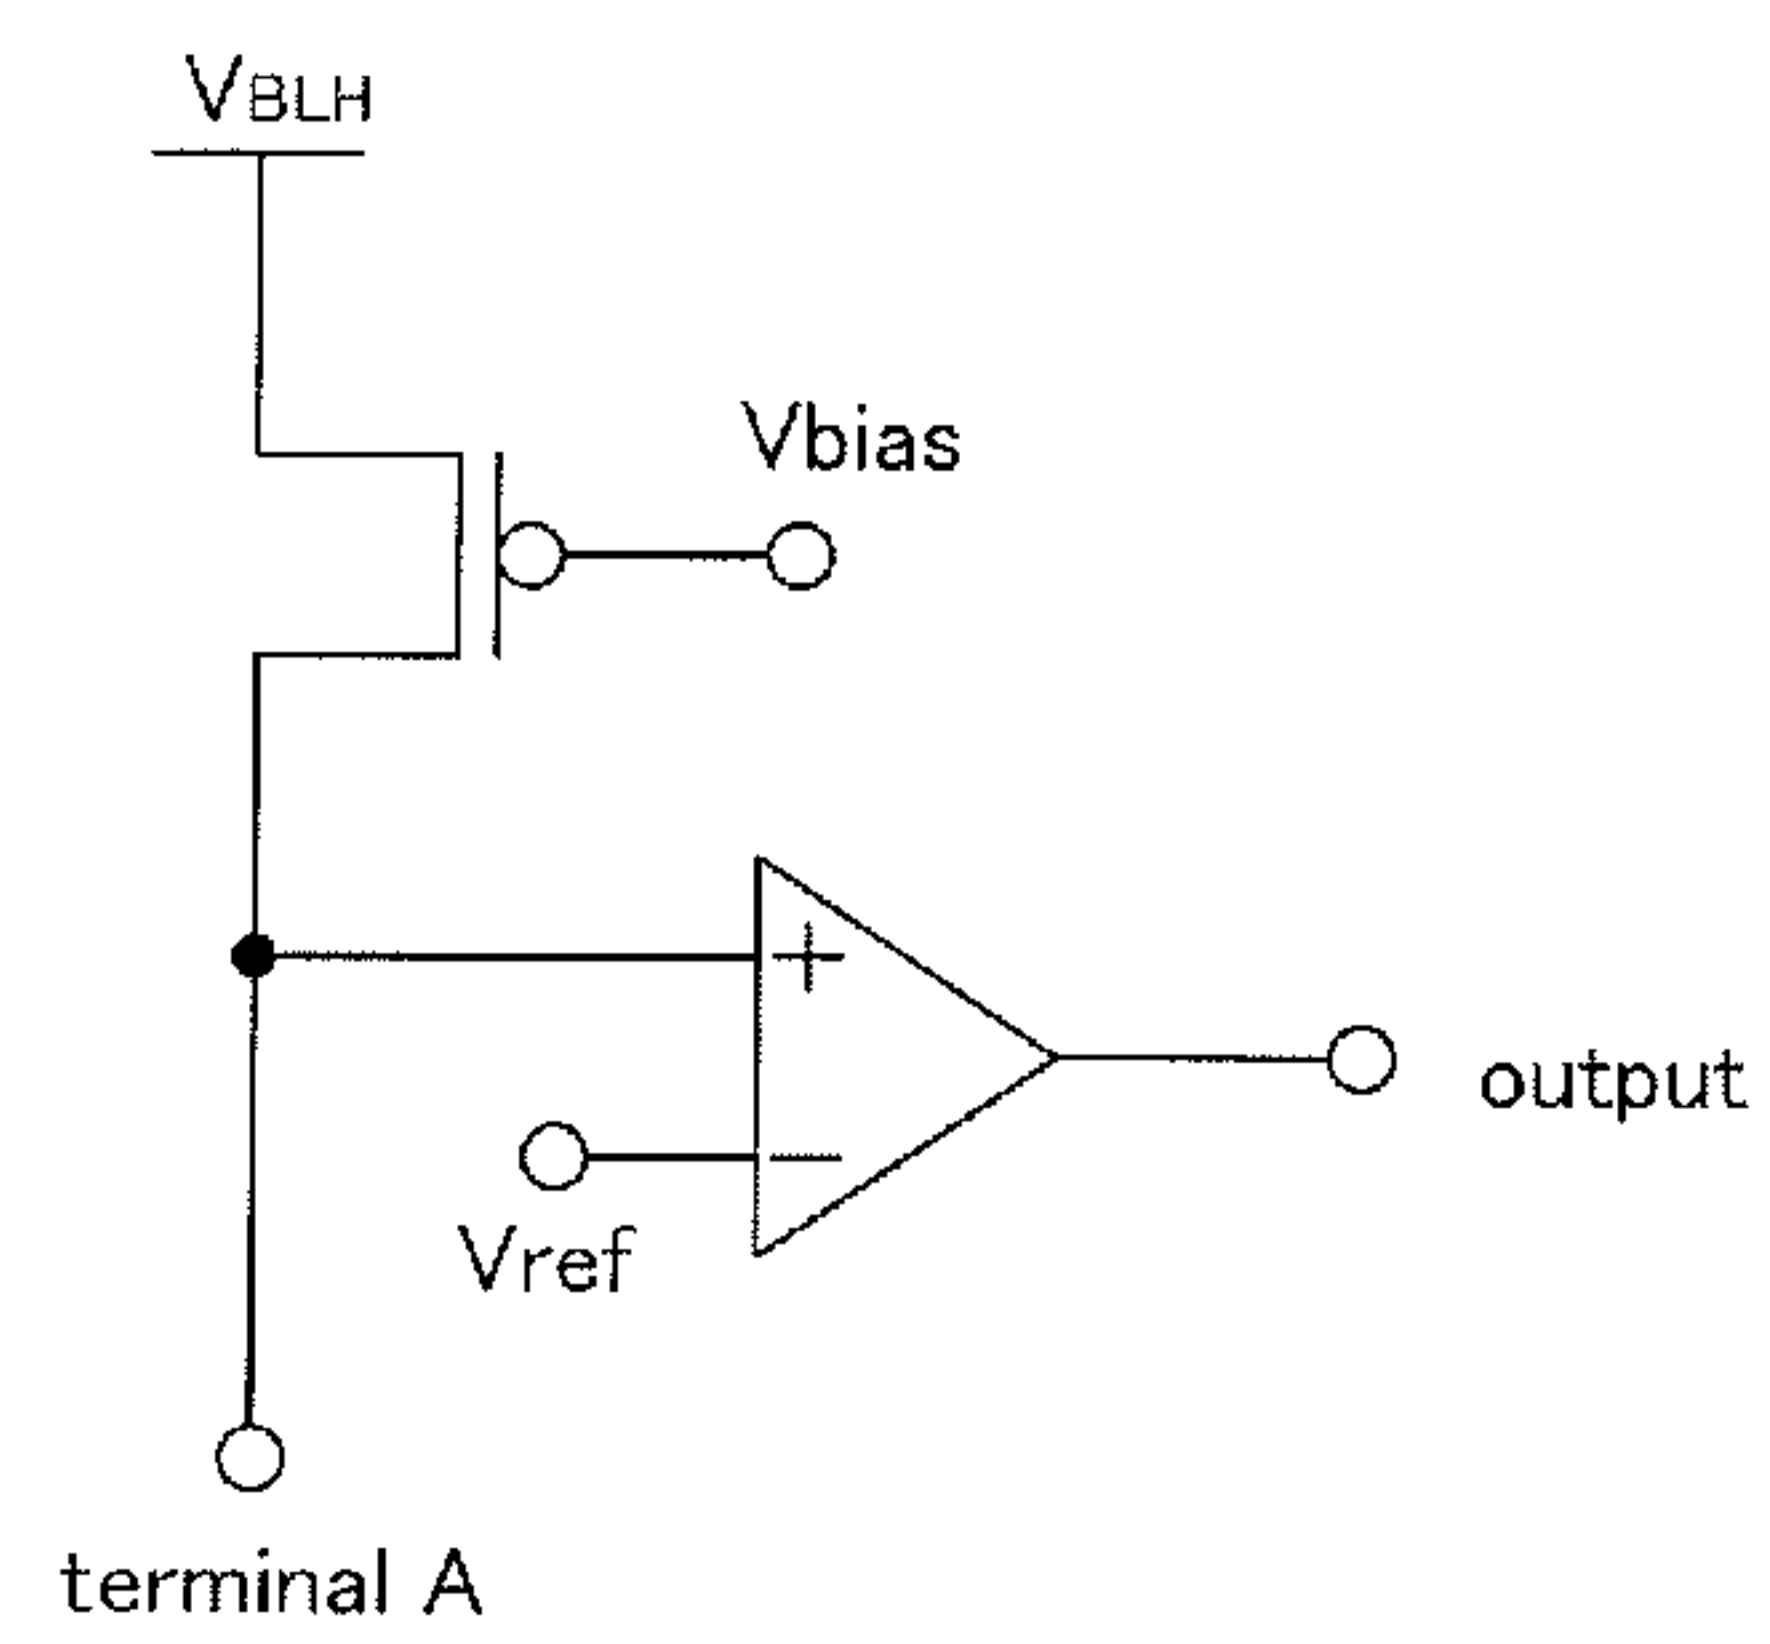 VBLH
Vbias
+
output
−
Vref
terminal A